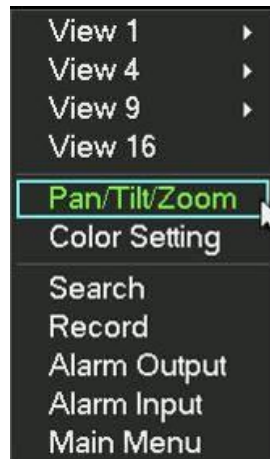 View 1
View 4
View 9
View 16
Pan/Tilt/Zoom
Color Setting
Search
Record
Alarm Output
Alarm Input
Main Menu